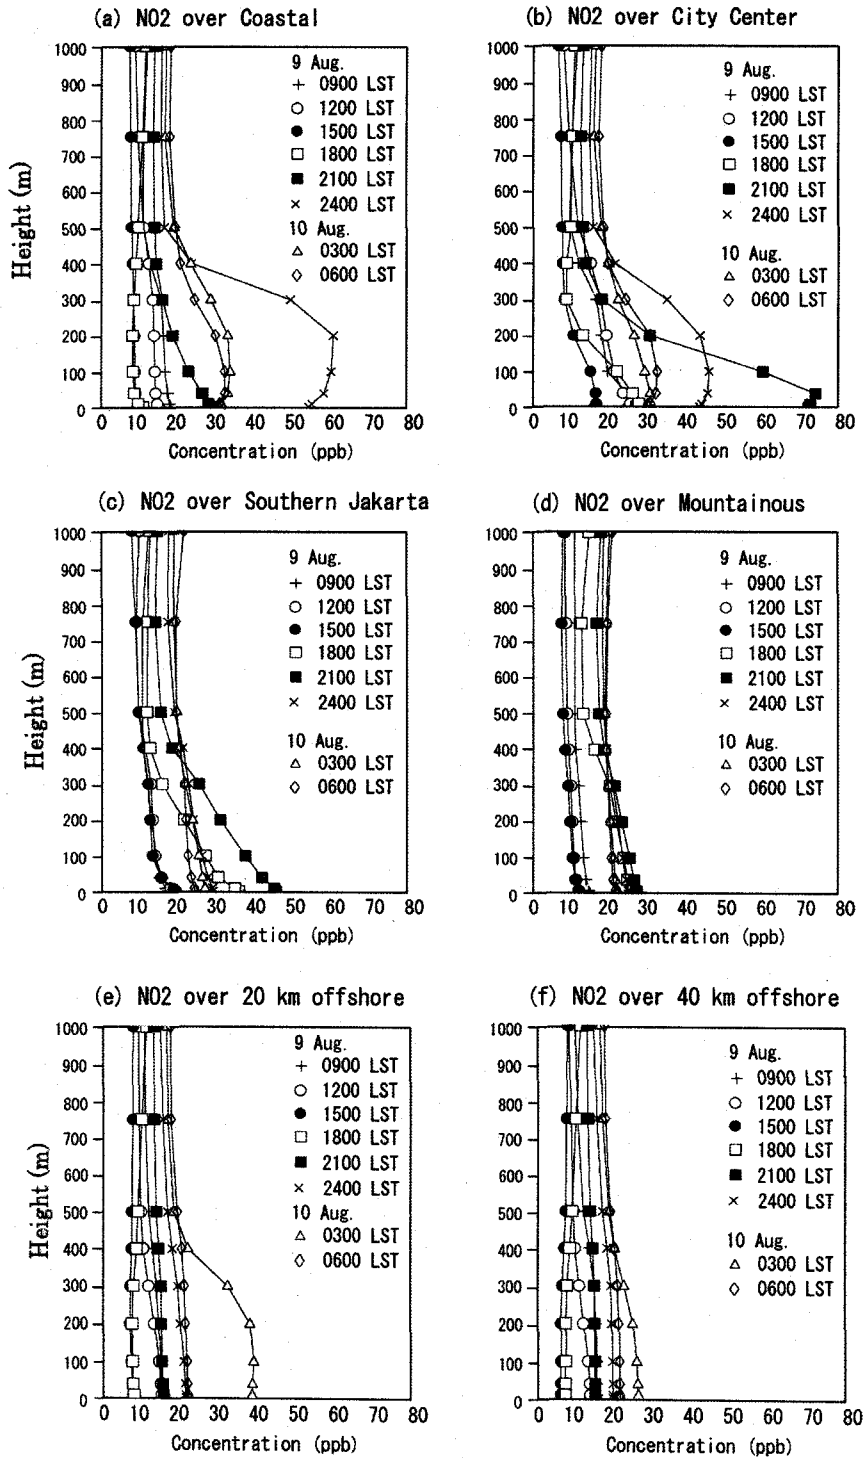 (a) NO2 over Coastal
Height (m)
1000
900
800
700
600
500
400
300
200
100
0
0 10 20 30 40 50 60 70 80
Concentration (ppb)
9 Aug.
0900 LST
1200 LST
1500 LST
1800 LST
2100 LST
2400 LST
10 Aug.
0300 LST
0600 LST
(b) NO2 over City Center
1000
900
800
700
600
500
400
300
200
100
0
0 10 20 30 40 50 60 70 80
Concentration (ppb)
9 Aug.
0900 LST
1200 LST
1500 LST
1800 LST
2100 LST
2400 LST
10 Aug.
0300 LST
0600 LST
(c) NO2 over Southern Jakarta
Height (m)
1000
900
800
700
600
500
400
300
200
100
0
0 10 20 30 40 50 60 70 80
Concentration (ppb)
9 Aug.
0900 LST
1200 LST
1500 LST
1800 LST
2100 LST
2400 LST
10 Aug.
0300 LST
0600 LST
(d) NO2 over Mountainous
1000
900
800
700
600
500
400
300
200
100
0
0 10 20 30 40 50 60 70 80
Concentration (ppb)
9 Aug.
0900 LST
1200 LST
1500 LST
1800 LST
2100 LST
2400 LST
10 Aug.
0300 LST
0600 LST
(e) NO2 over 20 km offshore
Height (m)
1000
900
800
700
600
500
400
300
200
100
0
0 10 20 30 40 50 60 70 80
Concentration (ppb)
9 Aug.
0900 LST
1200 LST
1500 LST
1800 LST
2100 LST
2400 LST
10 Aug.
0300 LST
0600 LST
(f) NO2 over 40 km offshore
1000
900
800
700
600
500
400
300
200
100
0
0 10 20 30 40 50 60 70 80
Concentration (ppb)
9 Aug.
0900 LST
1200 LST
1500 LST
1800 LST
2100 LST
2400 LST
10 Aug.
0300 LST
0600 LST